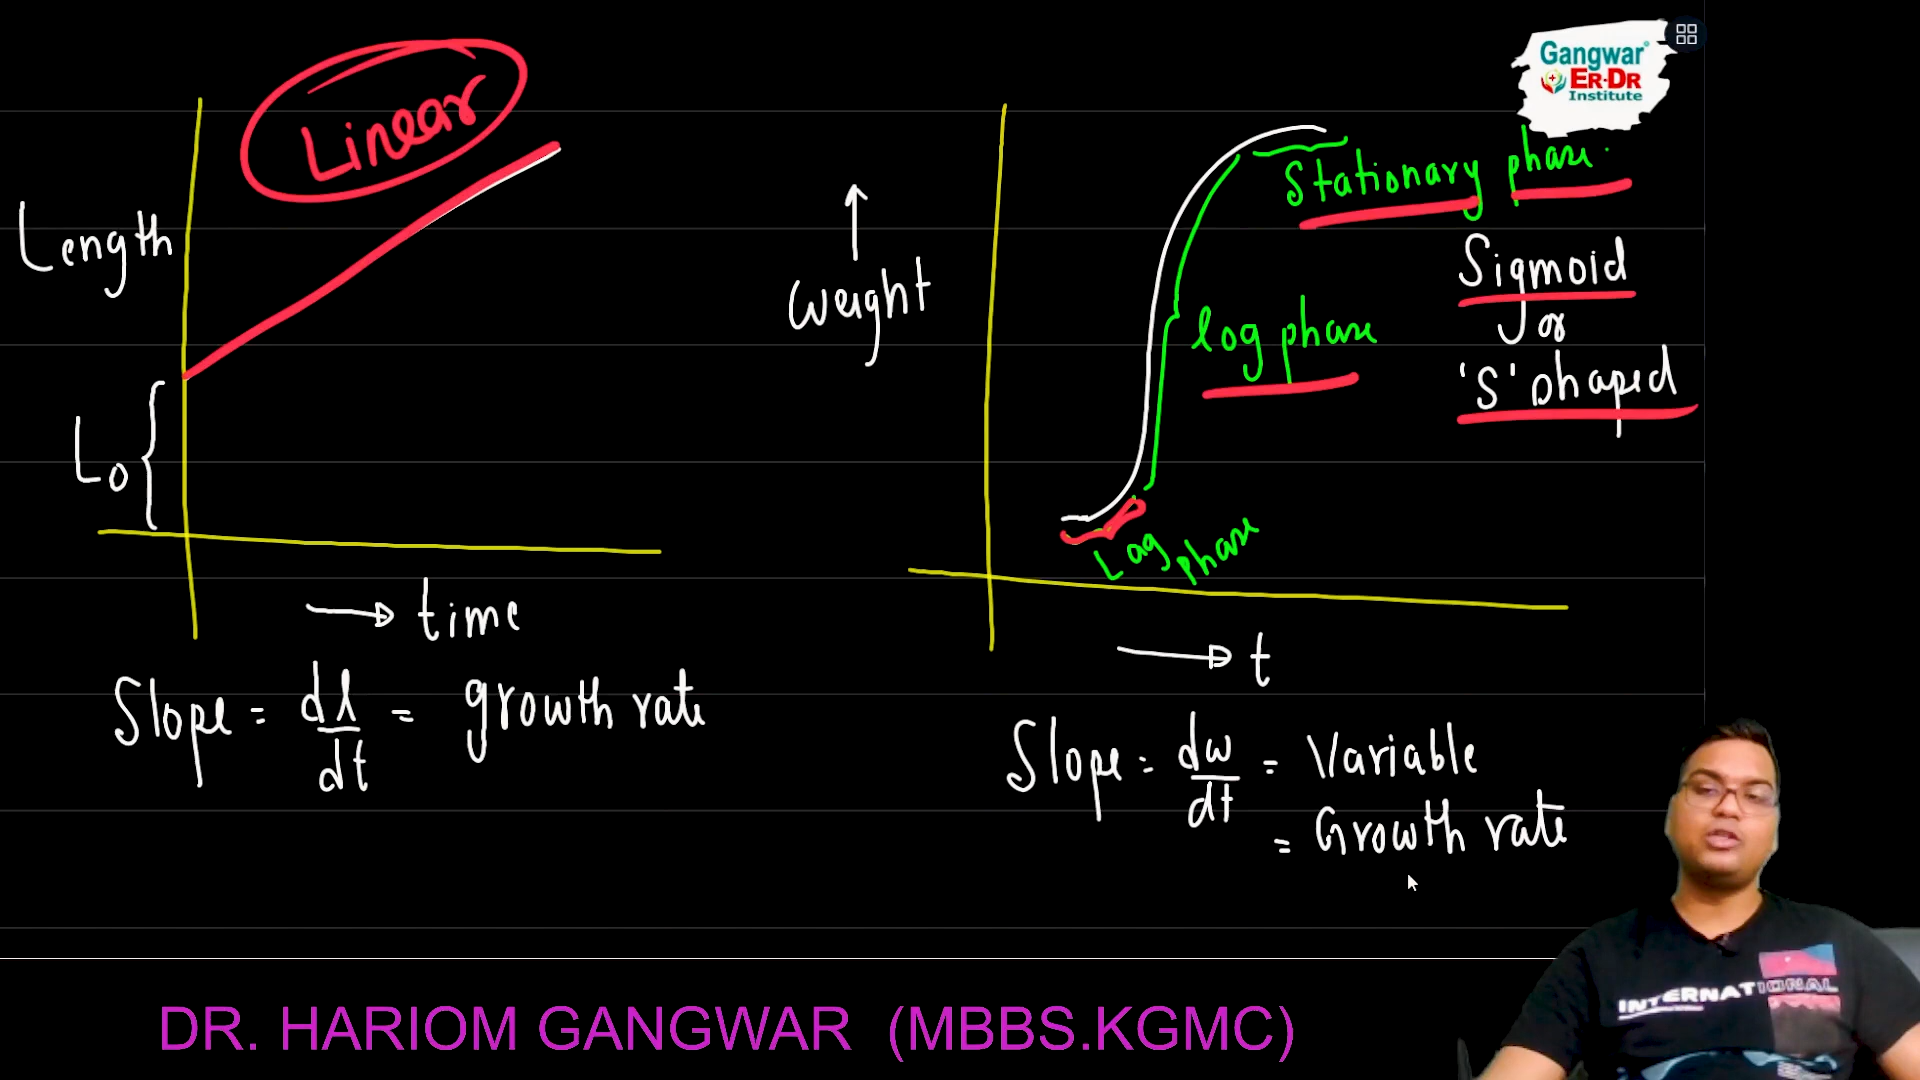 Linear
Length
Lo
time
Slope = dl/dt = growth rate
Gangwar
ER-DR
Institute
Stationary phase.
Sigmoid
or
'S' shaped
weight
log phase
Lag phase
t
Slope = dw/dt = Variable
= Growth rate
INTERNATIONAL
DR. HARIOM GANGWAR (MBBS.KGMC)